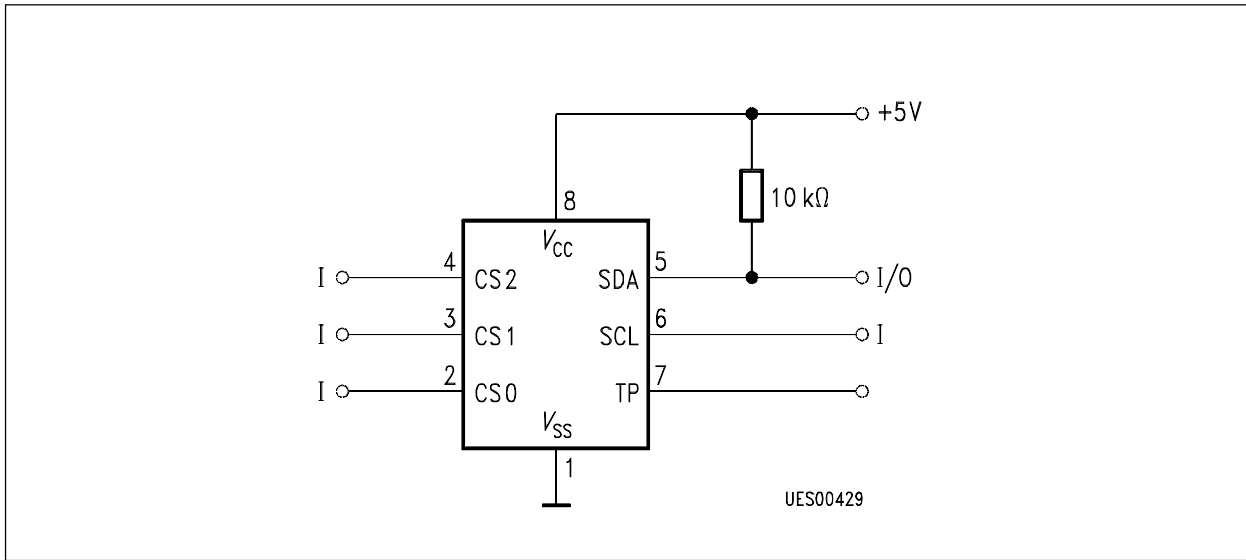 +5V
8
10 kΩ
VCC
I
4
CS2
SDA
5
I/O
I
3
CS1
SCL
6
I
I
2
CS0
TP
7
VSS
1
UES00429